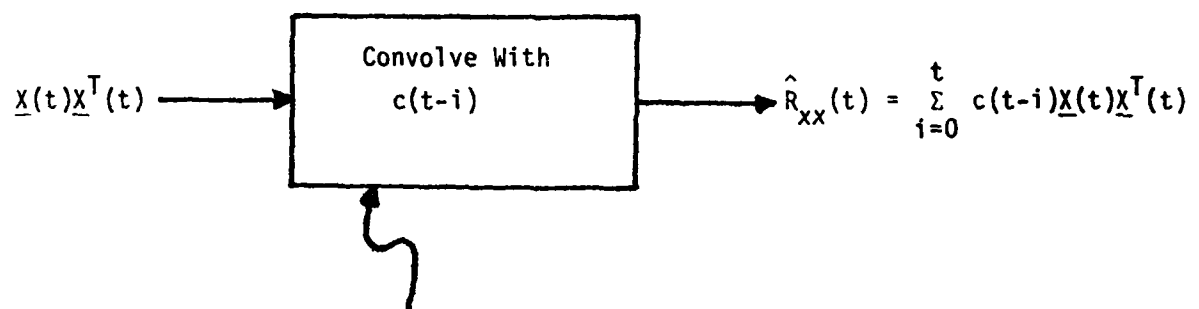 Convolve With
c(t-i)
X(t)X^T(t)
R̂_xx(t) = Σ_{i=0}^{t} c(t-i)X(t)X^T(t)